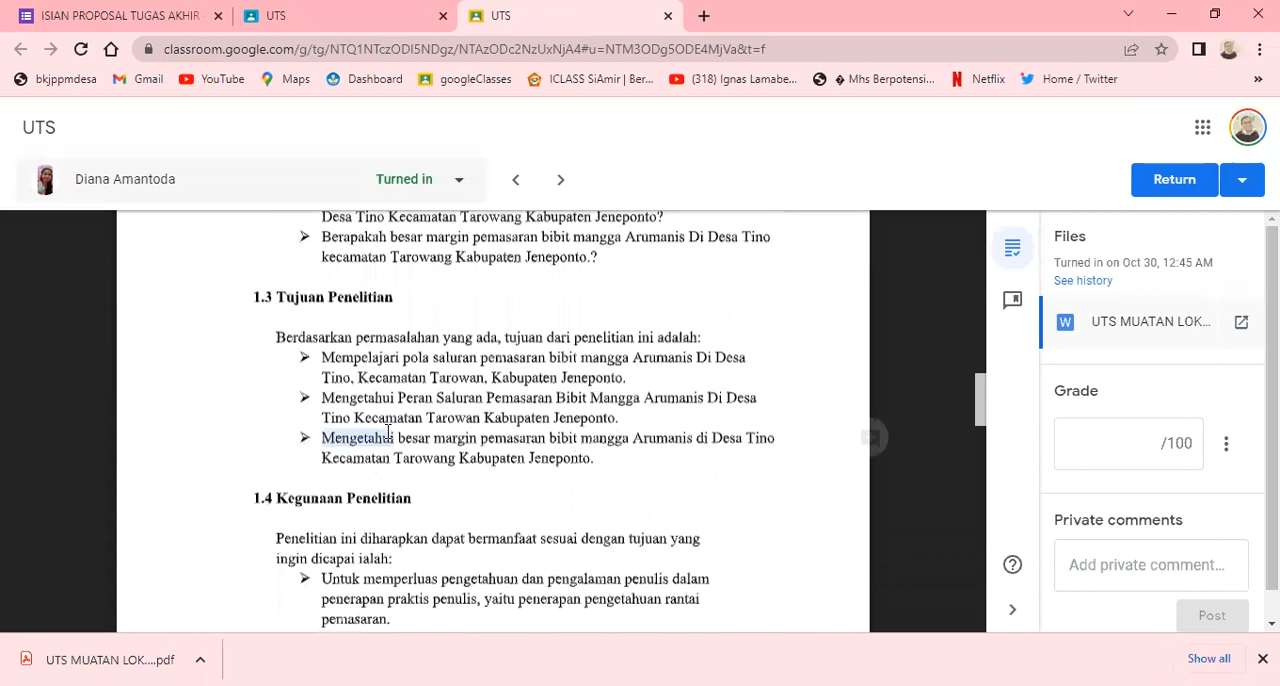 ISIAN PROPOSAL TUGAS AKHIR
UTS
UTS
classroom.google.com/g/tg/NTQ1NTczODI5NDgz/NTAzODc2NzUxNjA4#u=NTM3ODg5ODE4MjVa&t=f
bkjppmdesa
Gmail
YouTube
Maps
Dashboard
googleClasses
ICLASS SiAmir | Ber...
(318) Ignas Lamabe...
� Mhs Berpotensi...
Netflix
Home / Twitter
»
UTS
Diana Amantoda
Turned in
Return
Desa Tino Kecamatan Tarowang Kabupaten Jeneponto?
➢ Berapakah besar margin pemasaran bibit mangga Arumanis Di Desa Tino
kecamatan Tarowang Kabupaten Jeneponto.?
1.3 Tujuan Penelitian
Berdasarkan permasalahan yang ada, tujuan dari penelitian ini adalah:
➢ Mempelajari pola saluran pemasaran bibit mangga Arumanis Di Desa
Tino, Kecamatan Tarowan, Kabupaten Jeneponto.
➢ Mengetahui Peran Saluran Pemasaran Bibit Mangga Arumanis Di Desa
Tino Kecamatan Tarowan Kabupaten Jeneponto.
➢ Mengetahui besar margin pemasaran bibit mangga Arumanis di Desa Tino
Kecamatan Tarowang Kabupaten Jeneponto.
1.4 Kegunaan Penelitian
Penelitian ini diharapkan dapat bermanfaat sesuai dengan tujuan yang
ingin dicapai ialah:
➢ Untuk memperluas pengetahuan dan pengalaman penulis dalam
penerapan praktis penulis, yaitu penerapan pengetahuan rantai
pemasaran.
Files
Turned in on Oct 30, 12:45 AM
See history
W UTS MUATAN LOK...
Grade
/100
Private comments
Add private comment...
Post
UTS MUATAN LOK....pdf
Show all